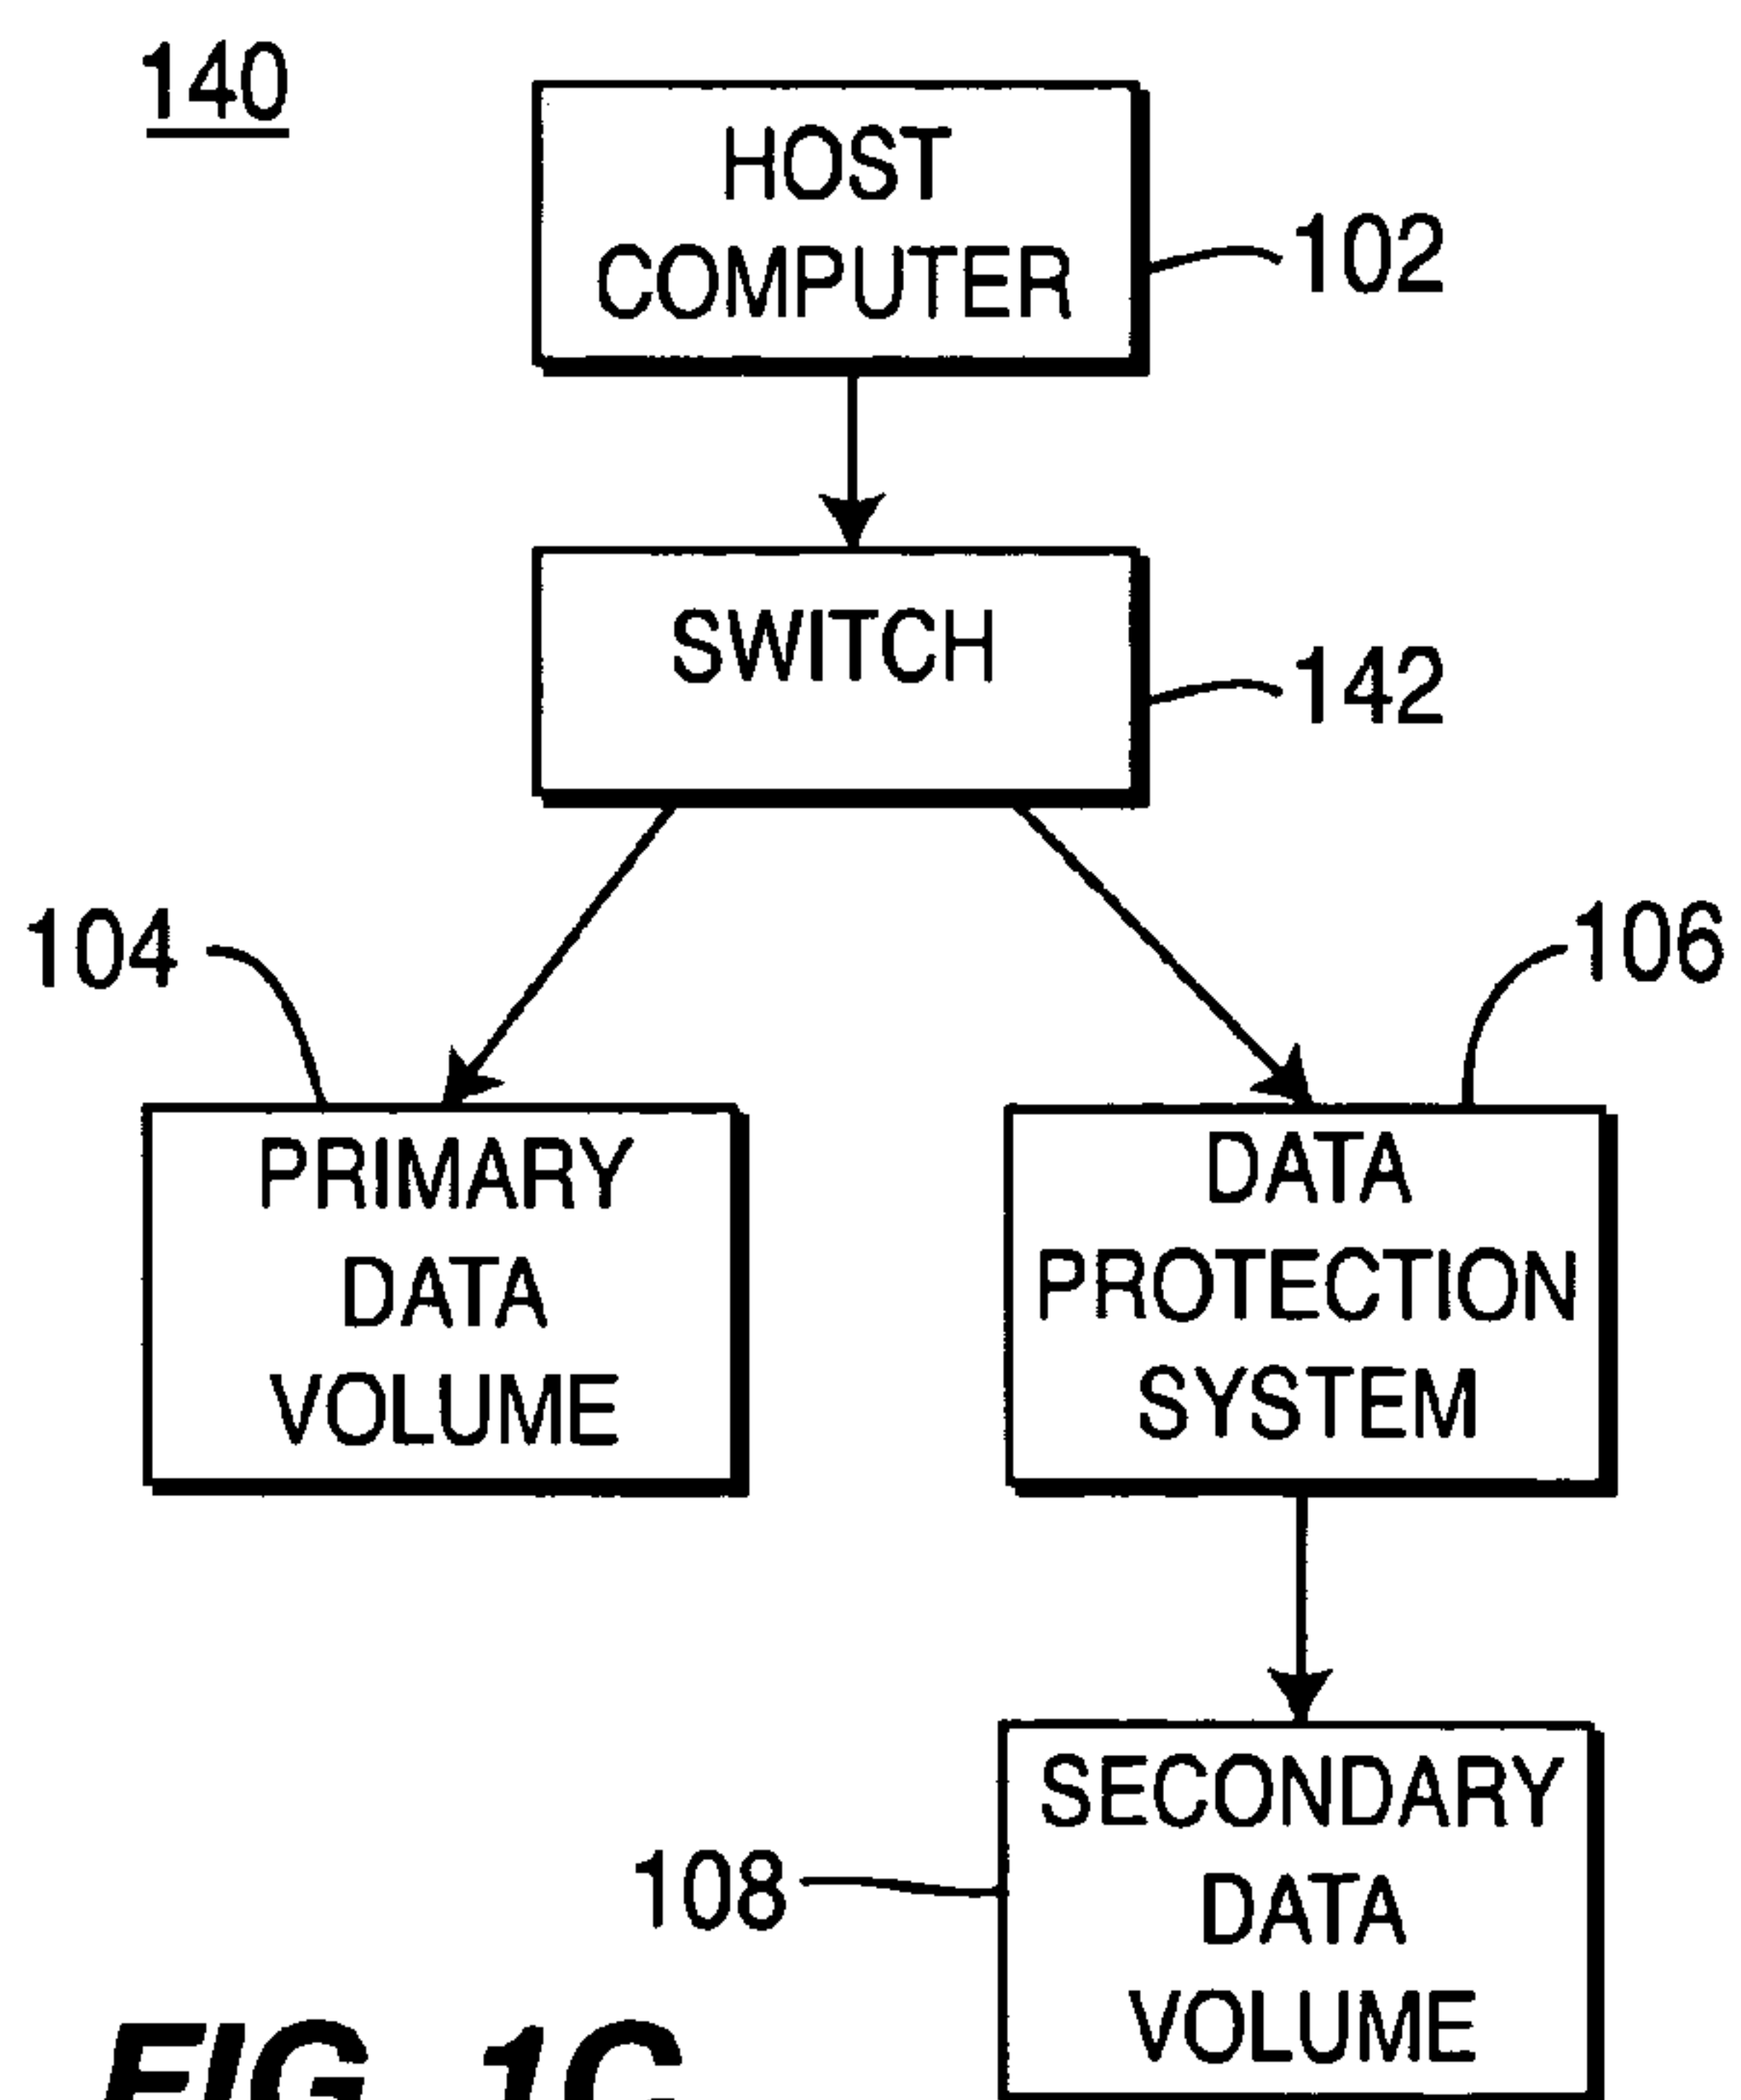 140
HOST
COMPUTER
102
SWITCH
142
104
106
PRIMARY
DATA
VOLUME
DATA
PROTECTION
SYSTEM
SECONDARY
DATA
VOLUME
108
FIG. 1C